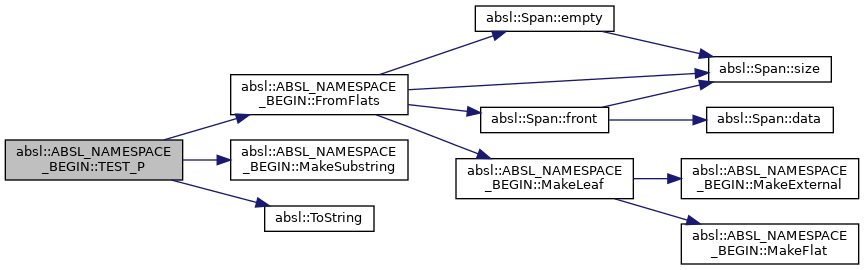 absl::ABSL_NAMESPACE
_BEGIN::TEST_P
absl::ABSL_NAMESPACE
_BEGIN::FromFlats
absl::ABSL_NAMESPACE
_BEGIN::MakeSubstring
absl::ToString
absl::Span::empty
absl::Span::front
absl::ABSL_NAMESPACE
_BEGIN::MakeLeaf
absl::Span::size
absl::Span::data
absl::ABSL_NAMESPACE
_BEGIN::MakeExternal
absl::ABSL_NAMESPACE
_BEGIN::MakeFlat